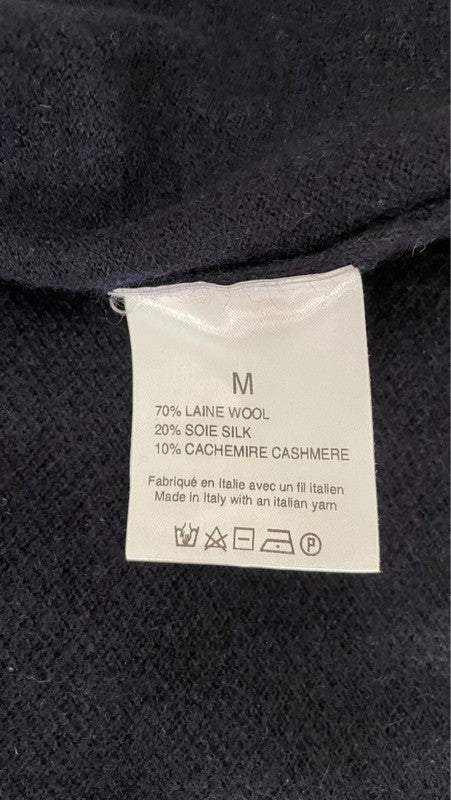 M
70% LAINE WOOL
20% SOIE SILK
10% CACHEMIRE CASHMERE
Fabriqué en Italie avec un fil italien
Made in Italy with an italian yarn
P